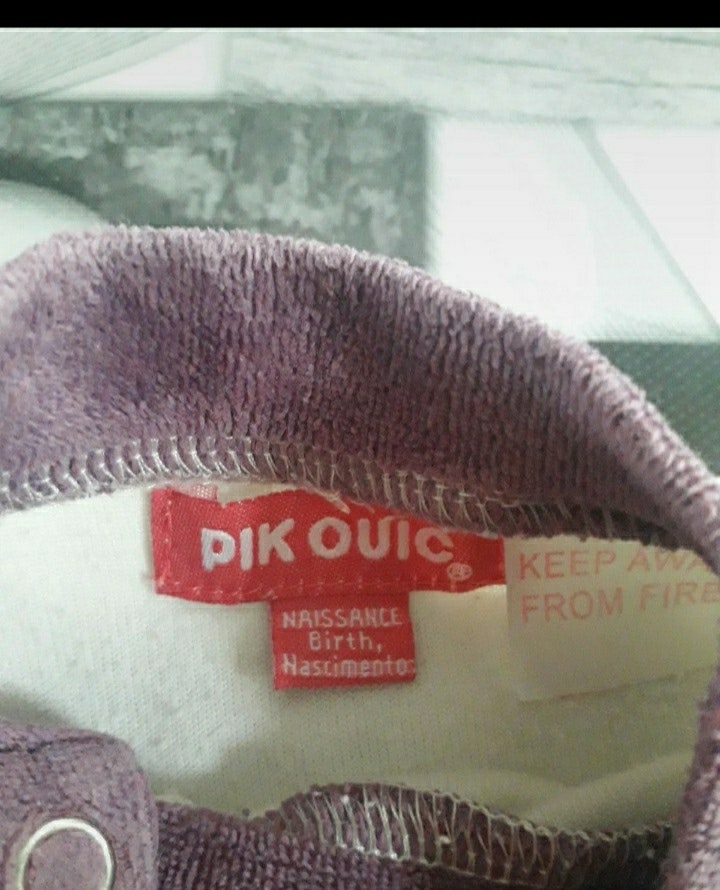 PIK OUIC
®
NAISSANCE
Birth,
Nascimento
KEEP AWA
FROM FIRE